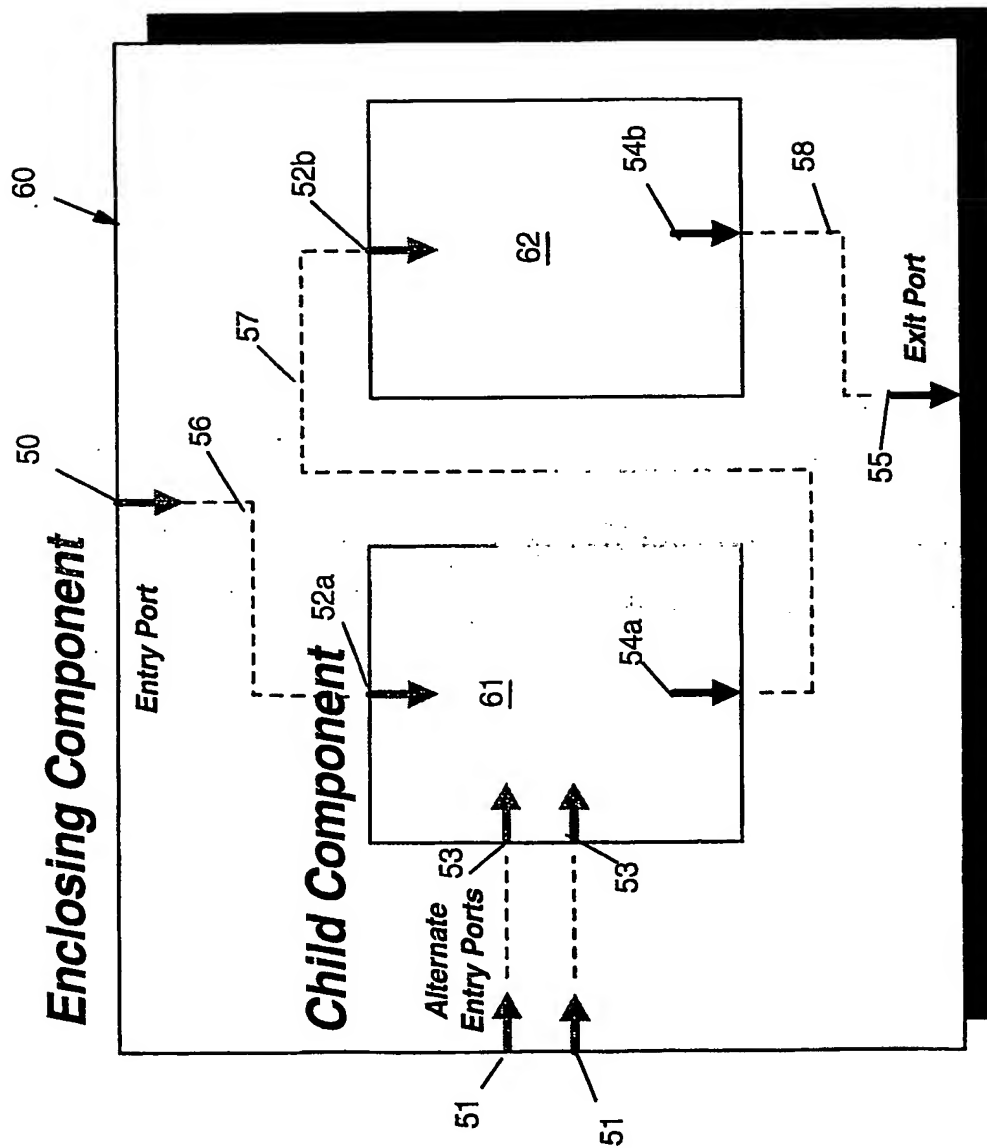 Enclosing Component
60
50
Entry Port
56
57
Child Component
52a
52b
61
62
Alternate
Entry Ports
53
53
51
51
54a
54b
58
55
Exit Port